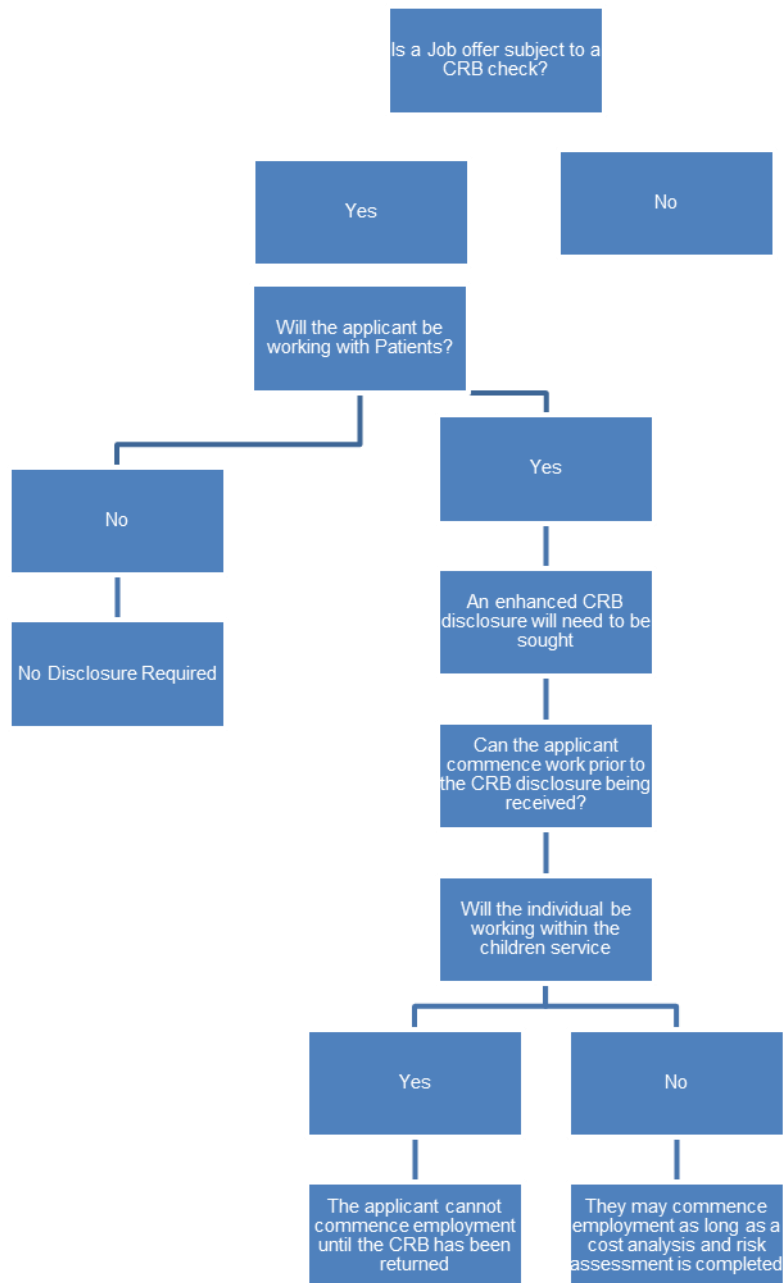 Is a Job offer subject to a
CRB check?
Yes
No
Will the applicant be
working with Patients?
Yes
No
An enhanced CRB
disclosure will need to be
sought
No Disclosure Required
Can the applicant
commence work prior to
the CRB disclosure being
received?
Will the individual be
working within the
children service
Yes
No
The applicant cannot
commence employment
until the CRB has been
returned
They may commence
employment as long as a
cost analysis and risk
assessment is completed